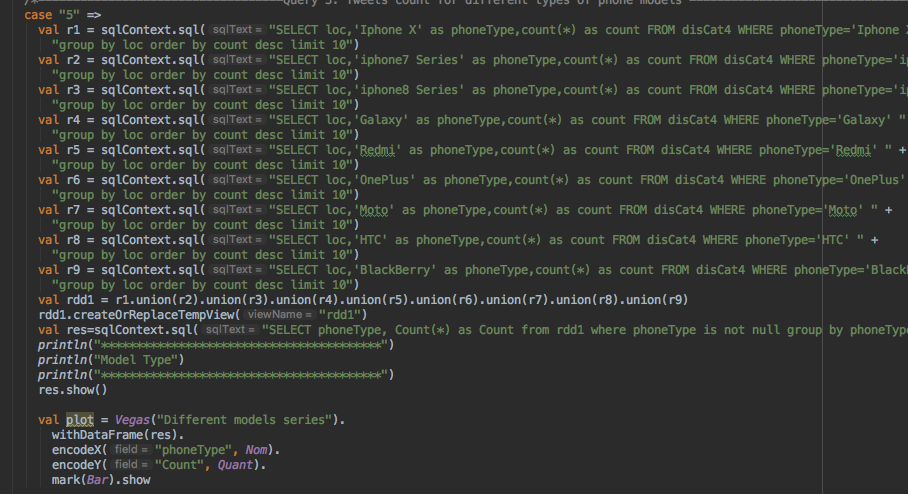 /*----------------------------------Query 5: Tweets count for different types of phone models ----------------------------------
case "5" =>
val r1 = sqlContext.sql( sqlText = "SELECT loc,'Iphone X' as phoneType,count(*) as count FROM disCat4 WHERE phoneType='Iphone X
"group by loc order by count desc limit 10")
val r2 = sqlContext.sql( sqlText = "SELECT loc,'iphone7 Series' as phoneType,count(*) as count FROM disCat4 WHERE phoneType='ip
"group by loc order by count desc limit 10")
val r3 = sqlContext.sql( sqlText = "SELECT loc,'iphone8 Series' as phoneType,count(*) as count FROM disCat4 WHERE phoneType='ip
"group by loc order by count desc limit 10")
val r4 = sqlContext.sql( sqlText = "SELECT loc,'Galaxy' as phoneType,count(*) as count FROM disCat4 WHERE phoneType='Galaxy' "
"group by loc order by count desc limit 10")
val r5 = sqlContext.sql( sqlText = "SELECT loc,'Redmi' as phoneType,count(*) as count FROM disCat4 WHERE phoneType='Redmi' " +
"group by loc order by count desc limit 10")
val r6 = sqlContext.sql( sqlText = "SELECT loc,'OnePlus' as phoneType,count(*) as count FROM disCat4 WHERE phoneType='OnePlus'
"group by loc order by count desc limit 10")
val r7 = sqlContext.sql( sqlText = "SELECT loc,'Moto' as phoneType,count(*) as count FROM disCat4 WHERE phoneType='Moto' " +
"group by loc order by count desc limit 10")
val r8 = sqlContext.sql( sqlText = "SELECT loc,'HTC' as phoneType,count(*) as count FROM disCat4 WHERE phoneType='HTC' " +
"group by loc order by count desc limit 10")
val r9 = sqlContext.sql( sqlText = "SELECT loc,'BlackBerry' as phoneType,count(*) as count FROM disCat4 WHERE phoneType='Black
"group by loc order by count desc limit 10")
val rdd1 = r1.union(r2).union(r3).union(r4).union(r5).union(r6).union(r7).union(r8).union(r9)
rdd1.createOrReplaceTempView( viewName = "rdd1")
val res=sqlContext.sql( sqlText = "SELECT phoneType, Count(*) as Count from rdd1 where phoneType is not null group by phoneType
println("****************************************")
println("Model Type")
println("****************************************")
res.show()
val plot = Vegas("Different models series").
withDataFrame(res).
encodeX( field = "phoneType", Nom).
encodeY( field = "Count", Quant).
mark(Bar).show